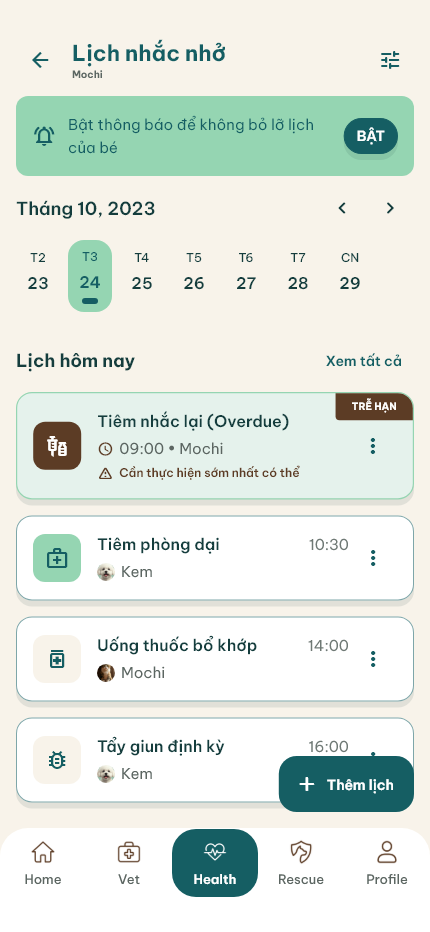 Lịch nhắc nhở
Mochi
Bật thông báo để không bỏ lỡ lịch
của bé
BẬT
Tháng 10, 2023
T2 T3 T4 T5 T6 T7 CN
23 24 25 26 27 28 29
Lịch hôm nay
Xem tất cả
TRỄ HẠN
Tiêm nhắc lại (Overdue)
09:00 • Mochi
Cần thực hiện sớm nhất có thể
Tiêm phòng dại
10:30
Kem
Uống thuốc bổ khớp
14:00
Mochi
Tẩy giun định kỳ
16:00
Kem
+ Thêm lịch
Home Vet Health Rescue Profile